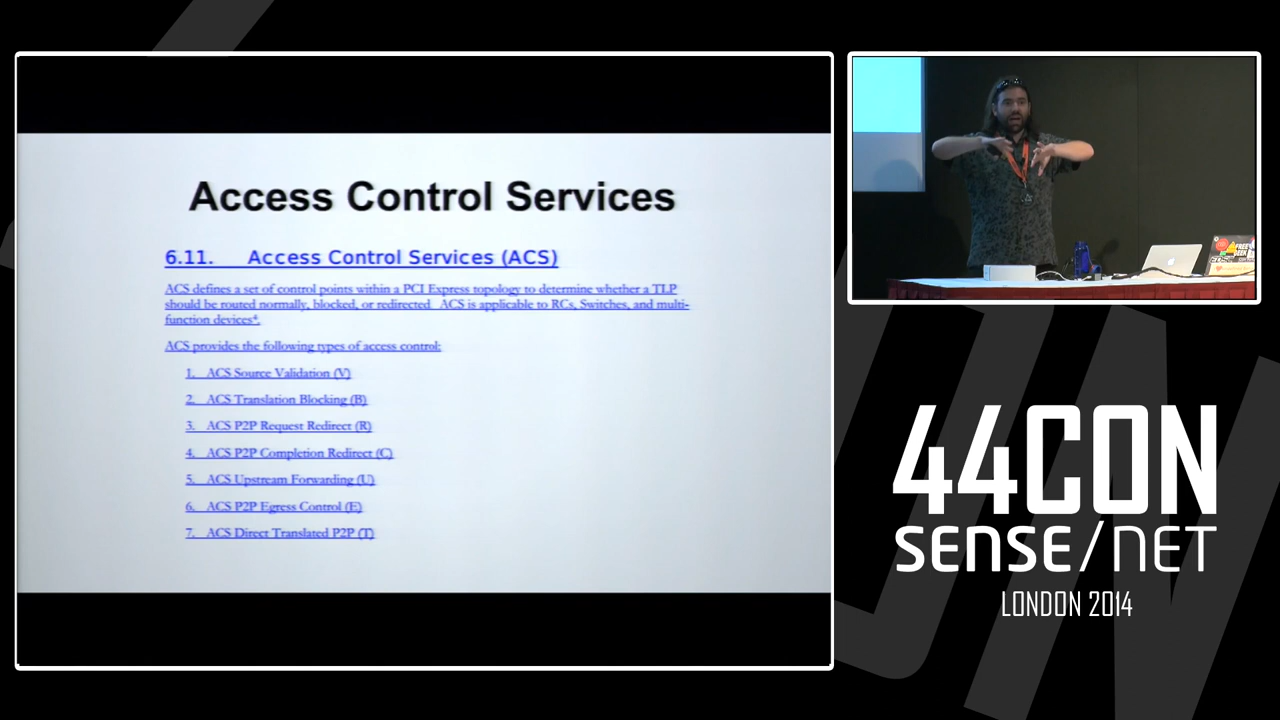 Access Control Services
6.11. Access Control Services (ACS)
ACS defines a set of control points within a PCI Express topology to determine whether a TLP
should be routed normally, blocked, or redirected. ACS is applicable to RCs, Switches, and multi-
function devices⁴.
ACS provides the following types of access control:
1. ACS Source Validation (V)
2. ACS Translation Blocking (B)
3. ACS P2P Request Redirect (R)
4. ACS P2P Completion Redirect (C)
5. ACS Upstream Forwarding (U)
6. ACS P2P Egress Control (E)
7. ACS Direct Translated P2P (T)
44CON
SENSE/NET
LONDON 2014